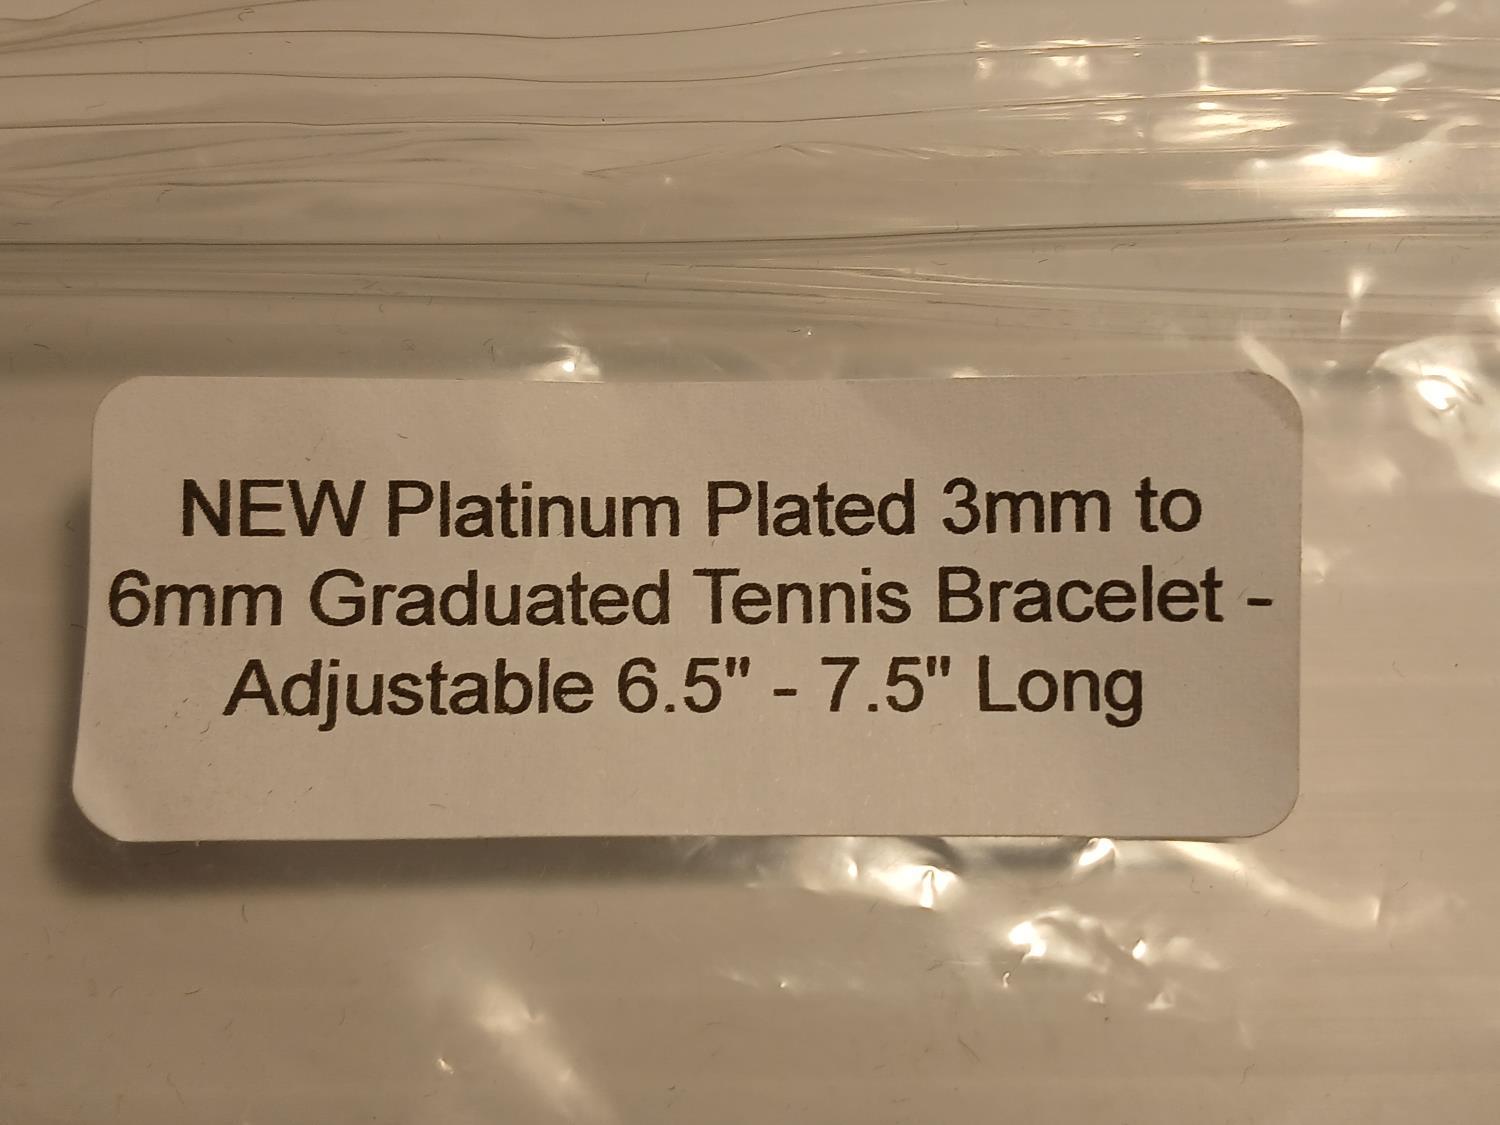 NEW Platinum Plated 3mm to
6mm Graduated Tennis Bracelet -
Adjustable 6.5" - 7.5" Long